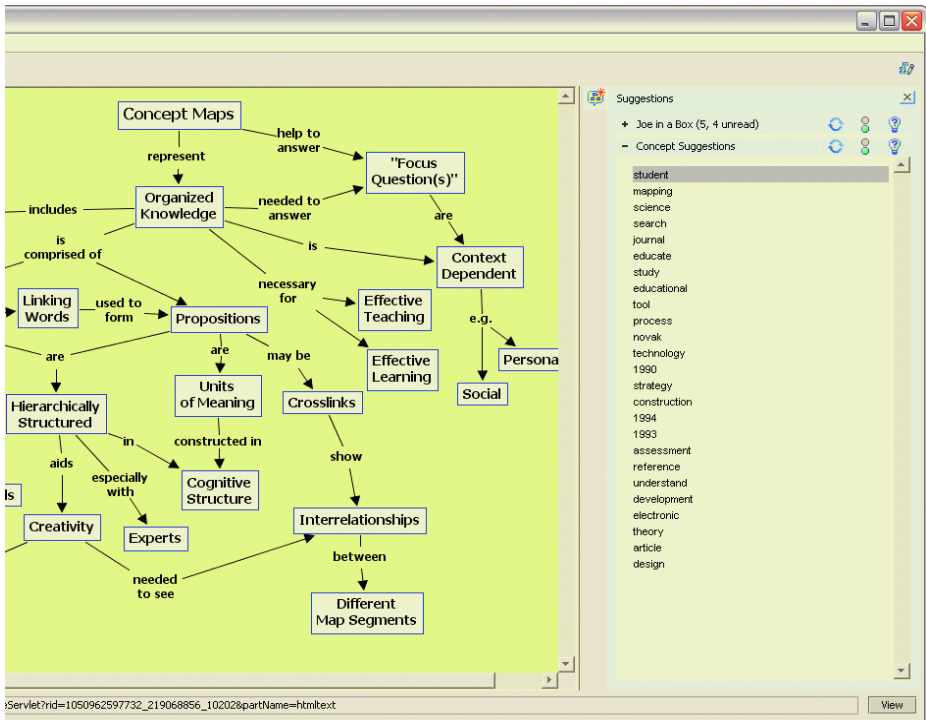 Concept Maps
help to
answer
represent
"Focus
Question(s)"
Organized
Knowledge
includes
needed to
answer
are
is
comprised of
is
Context
Dependent
necessary
for
Linking
Words
used to
form
Propositions
Effective
Teaching
e.g.
are
are
may be
Effective
Learning
Persona
Units
of Meaning
Crosslinks
Social
Hierarchically
Structured
in
constructed in
aids
show
especially
with
Cognitive
Structure
ls
Creativity
Experts
Interrelationships
between
needed
to see
Different
Map Segments
Suggestions
+ Joe in a Box (5, 4 unread)
- Concept Suggestions
student
mapping
science
search
journal
educate
study
educational
tool
process
novak
technology
1990
strategy
construction
1994
1993
assessment
reference
understand
development
electronic
theory
article
design
eServlet?rid=1050962597732_219068856_10202&partName=htmltext
View